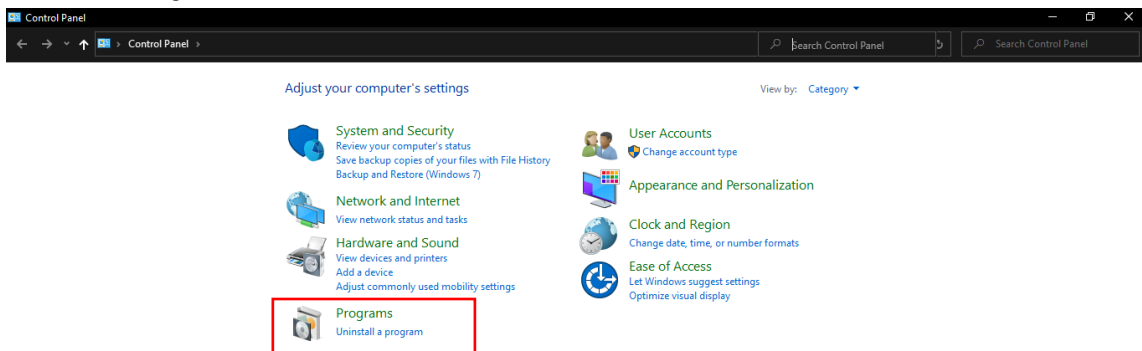 Control Panel
Control Panel
Search Control Panel
Search Control Panel
Adjust your computer's settings
View by: Category
System and Security
Review your computer's status
Save backup copies of your files with File History
Backup and Restore (Windows 7)
Network and Internet
View network status and tasks
Hardware and Sound
View devices and printers
Add a device
Adjust commonly used mobility settings
Programs
Uninstall a program
User Accounts
Change account type
Appearance and Personalization
Clock and Region
Change date, time, or number formats
Ease of Access
Let Windows suggest settings
Optimize visual display